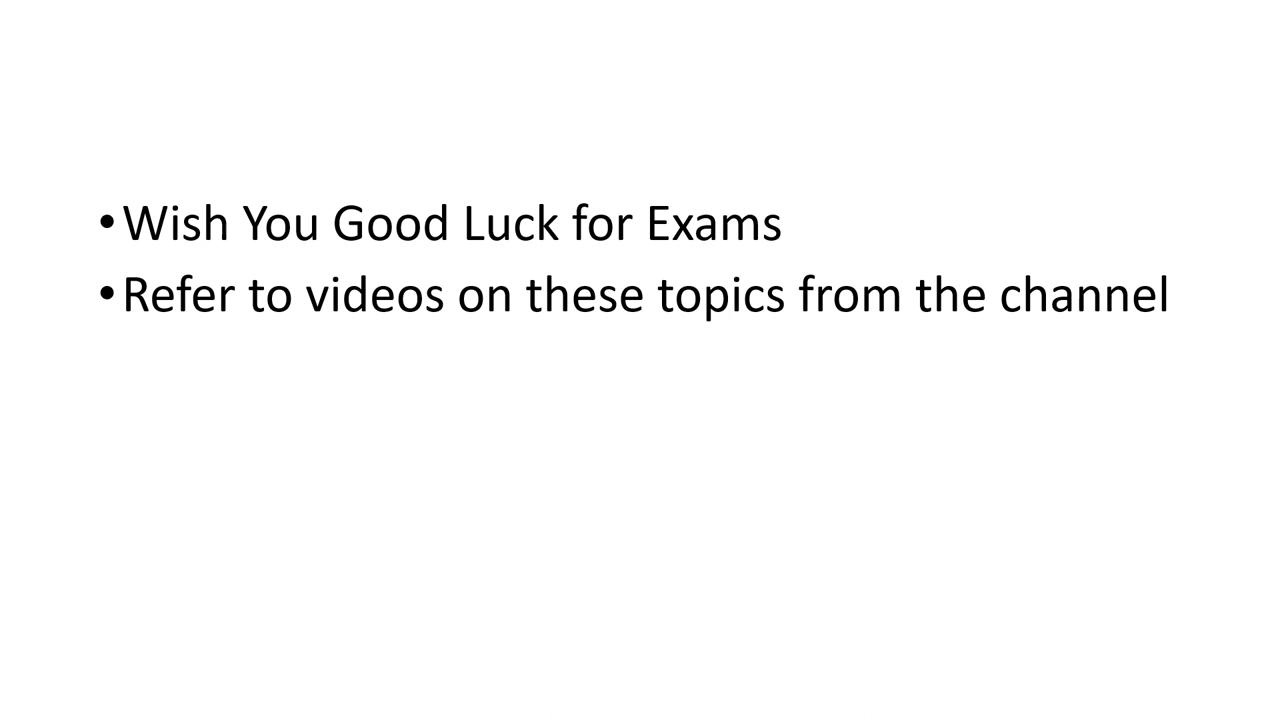 • Wish You Good Luck for Exams
• Refer to videos on these topics from the channel